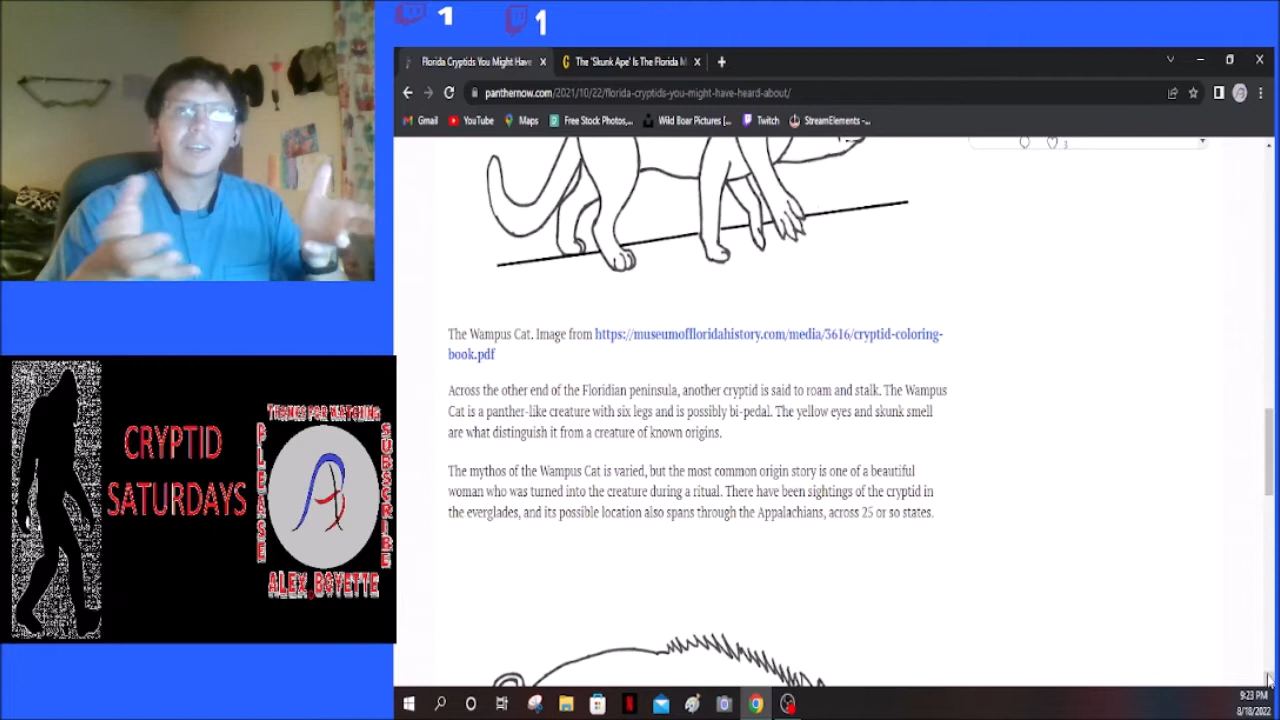 1
1
Florida Cryptids You Might Have
The 'Skunk Ape' Is The Florida M
panthernow.com/2021/10/22/florida-cryptids-you-might-have-heard-about/
Gmail
YouTube
Maps
Free Stock Photos,...
Wild Boar Pictures [...
Twitch
StreamElements -...
3
The Wampus Cat. Image from https://museumoffloridahistory.com/media/3616/cryptid-coloring-
book.pdf
Across the other end of the Floridian peninsula, another cryptid is said to roam and stalk. The Wampus
Cat is a panther-like creature with six legs and is possibly bi-pedal. The yellow eyes and skunk smell
are what distinguish it from a creature of known origins.
The mythos of the Wampus Cat is varied, but the most common origin story is one of a beautiful
woman who was turned into the creature during a ritual. There have been sightings of the cryptid in
the everglades, and its possible location also spans through the Appalachians, across 25 or so states.
CRYPTID
SATURDAYS
THANKS FOR WATCHING
PLEASE
SUBSCRIBE
ALEX.BOYETTE
9:23 PM
8/18/2022